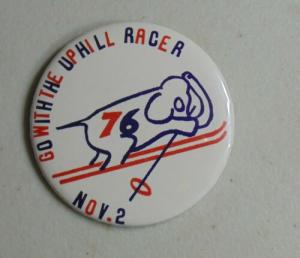 GO WITH THE UPHILL RACER
76
NOV. 2